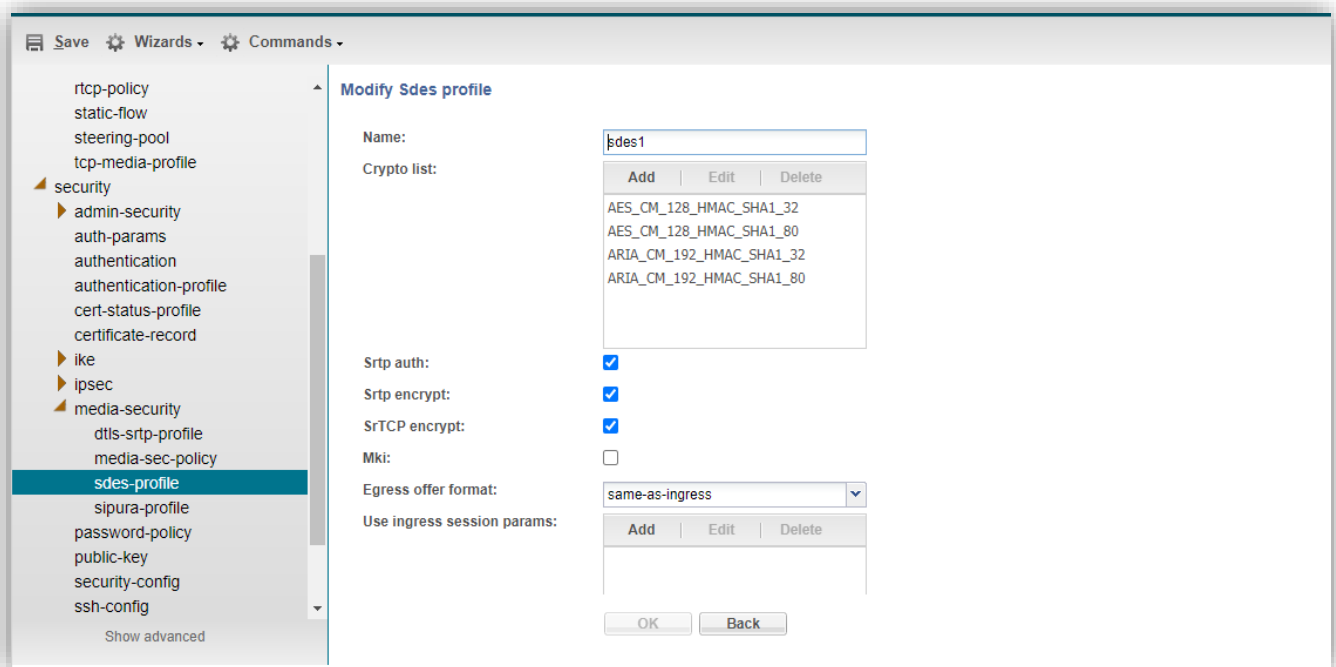 Save Wizards Commands
rtcp-policy
static-flow
steering-pool
tcp-media-profile
security
admin-security
auth-params
authentication
authentication-profile
cert-status-profile
certificate-record
ike
ipsec
media-security
dtls-srtp-profile
media-sec-policy
sdes-profile
sipura-profile
password-policy
public-key
security-config
ssh-config
Show advanced
Modify Sdes profile
Name: sdes1
Crypto list: Add Edit Delete
AES_CM_128_HMAC_SHA1_32
AES_CM_128_HMAC_SHA1_80
ARIA_CM_192_HMAC_SHA1_32
ARIA_CM_192_HMAC_SHA1_80
Srtp auth:
Srtp encrypt:
SrTCP encrypt:
Mki:
Egress offer format: same-as-ingress
Use ingress session params: Add Edit Delete
OK Back